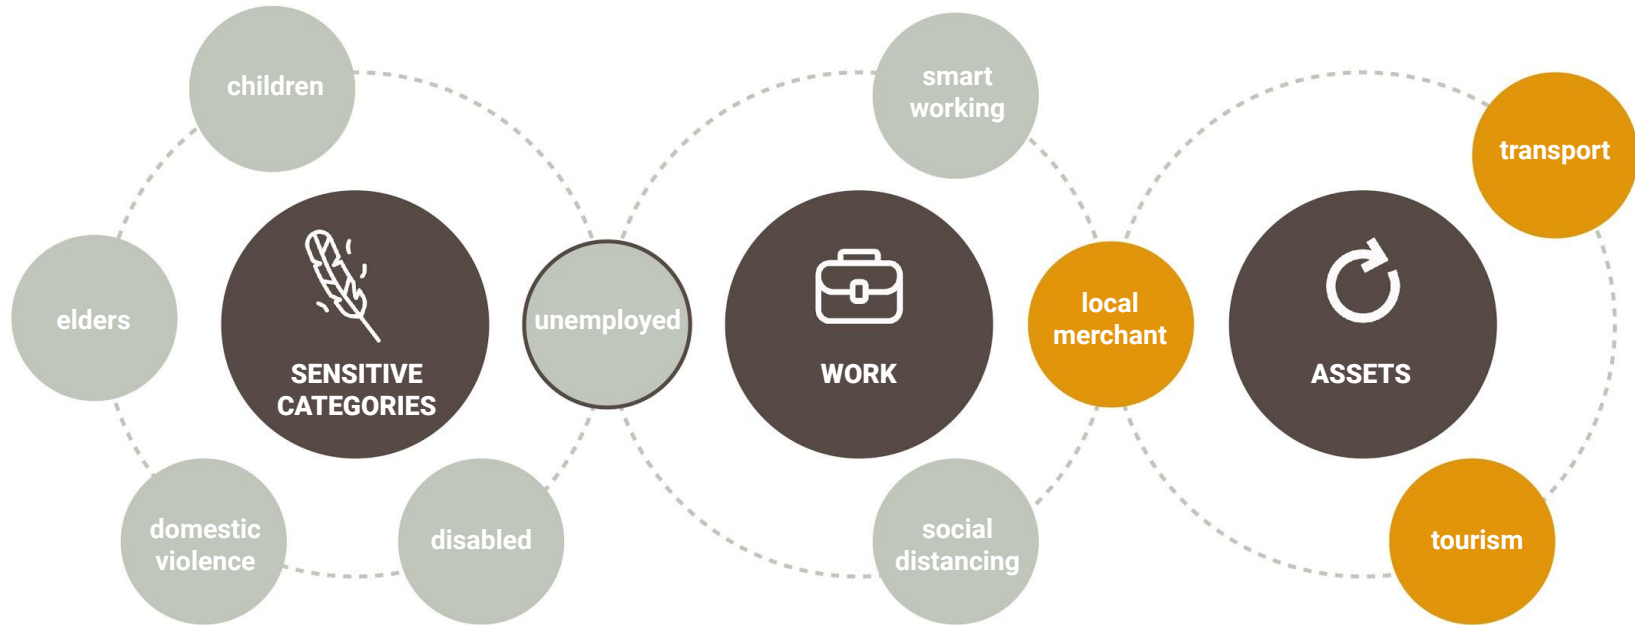 children
elders
domestic
violence
disabled
SENSITIVE
CATEGORIES
unemployed
smart
working
WORK
social
distancing
local
merchant
ASSETS
transport
tourism